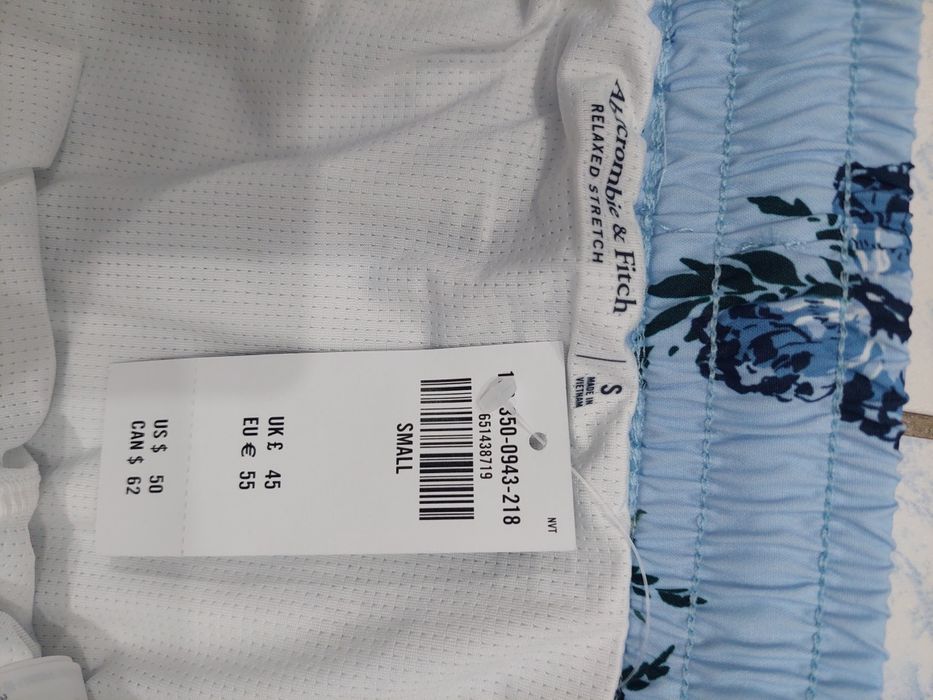 Abercrombie & Fitch
RELAXED STRETCH
S
MADE IN
VIETNAM
NVT
350-0943-218
651438719
SMALL
UK £ 45
EU € 55
US $ 50
CAN $ 62